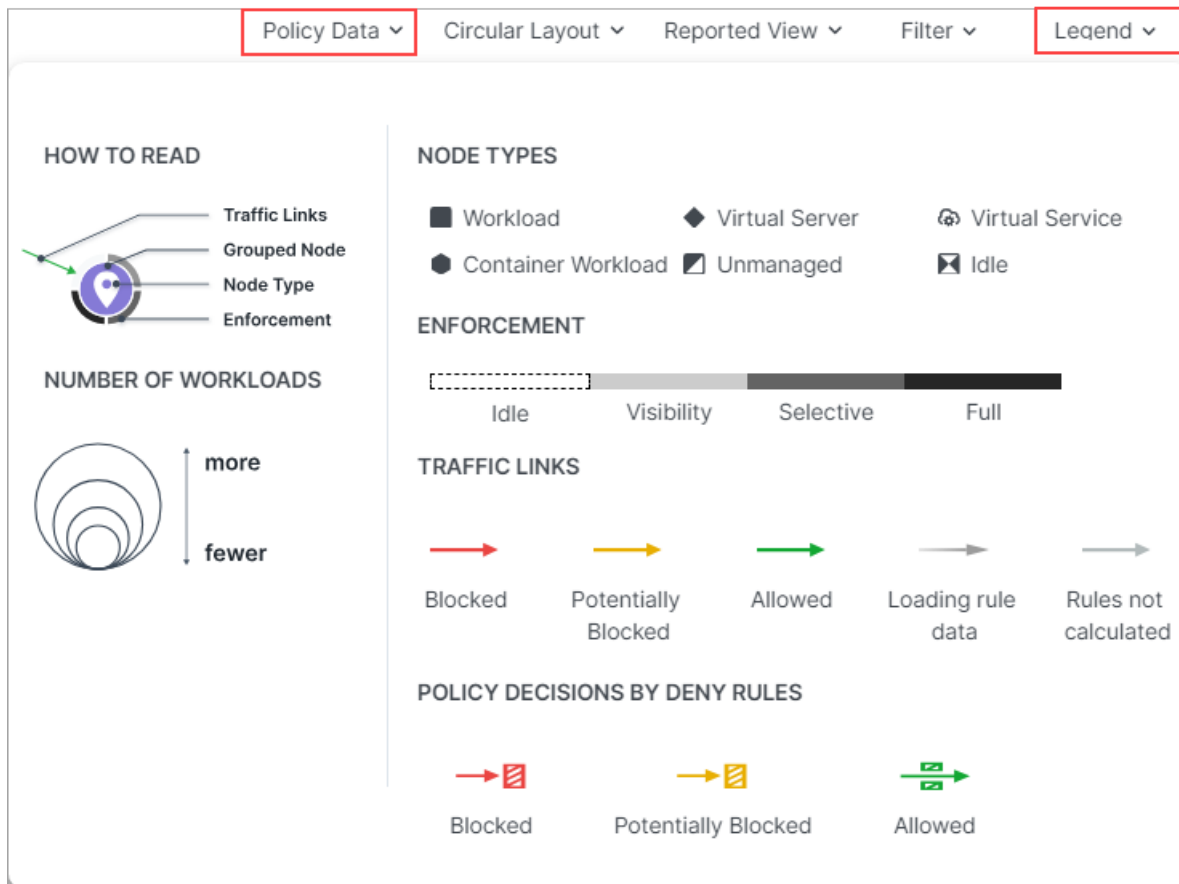 Policy Data
Circular Layout
Reported View
Filter
Legend
HOW TO READ
Traffic Links
Grouped Node
Node Type
Enforcement
NUMBER OF WORKLOADS
more
fewer
NODE TYPES
Workload
Virtual Server
Virtual Service
Container Workload
Unmanaged
Idle
ENFORCEMENT
Idle
Visibility
Selective
Full
TRAFFIC LINKS
Blocked
Potentially
Blocked
Allowed
Loading rule
data
Rules not
calculated
POLICY DECISIONS BY DENY RULES
Blocked
Potentially Blocked
Allowed